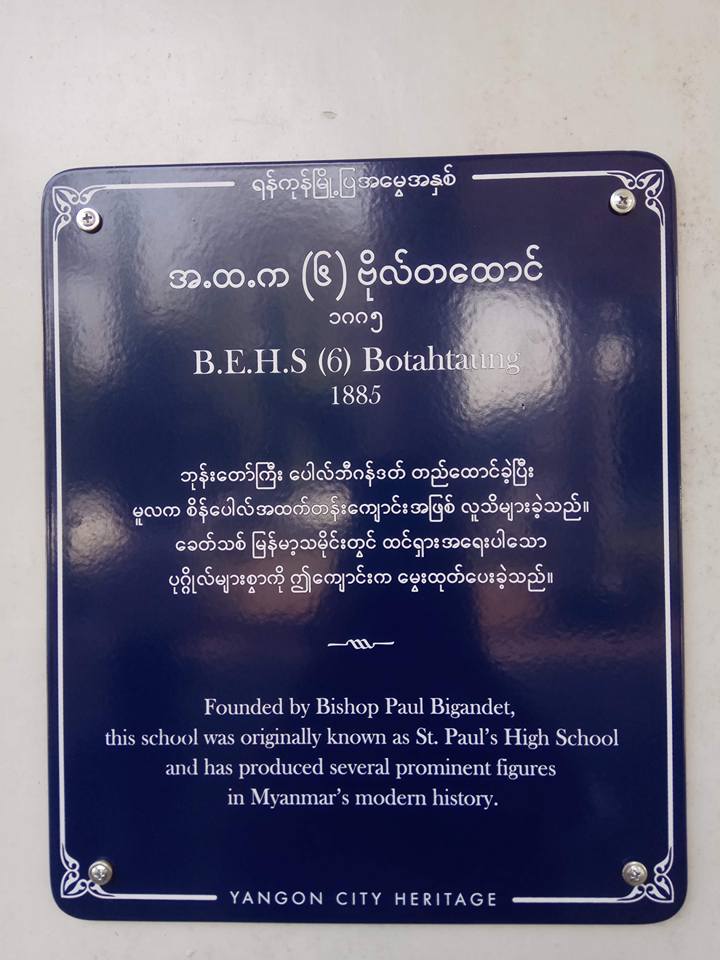 ရန်ကုန်မြို့ပြအမွေအနှစ်
အ.ထ.က (၆) ဗိုလ်တထောင်
၁၈၈၅
B.E.H.S (6) Botahtaung
1885
ဘုန်းတော်ကြီး ပေါလ်ဘီဂန်ဒတ် တည်ထောင်ခဲ့ပြီး
မူလက စိန်ပေါလ်အထက်တန်းကျောင်းအဖြစ် လူသိများခဲ့သည်။
ခေတ်သစ် မြန်မာ့သမိုင်းတွင် ထင်ရှားအရေးပါသော
ပုဂ္ဂိုလ်များစွာကို ဤကျောင်းက မွေးထုတ်ပေးခဲ့သည်။
Founded by Bishop Paul Bigandet,
this school was originally known as St. Paul's High School
and has produced several prominent figures
in Myanmar's modern history.
YANGON CITY HERITAGE